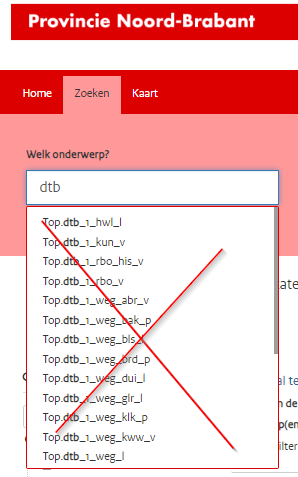 Provincie Noord-Brabant
Home Zoeken Kaart
Welk onderwerp?
dtb
Top.dtb_1_hwl_l
Top.dtb_1_kun_v
Top.dtb_1_rbo_his_v
Top.dtb_1_rbo_v
Top.dtb_1_weg_abr_v
Top.dtb_1_weg_bak_p
Top.dtb_1_weg_bls_l
Top.dtb_1_weg_brd_p
Top.dtb_1_weg_dui_l
Top.dtb_1_weg_glr_l
Top.dtb_1_weg_klk_p
Top.dtb_1_weg_kww_v
Top.dtb_1_weg_l